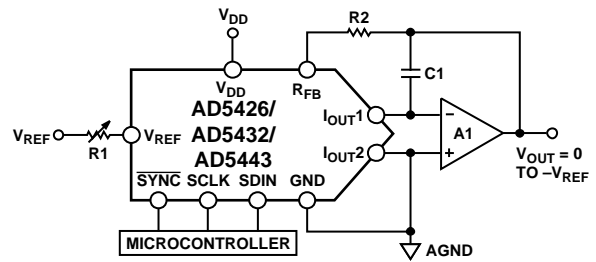 VDD
R2
C1
VDD
RFB
AD5426/
AD5432/
AD5443
IOUT1
IOUT2
VREF
R1
VREF
A1
–
+
VOUT = 0
TO –VREF
SYNC SCLK SDIN GND
MICROCONTROLLER
AGND